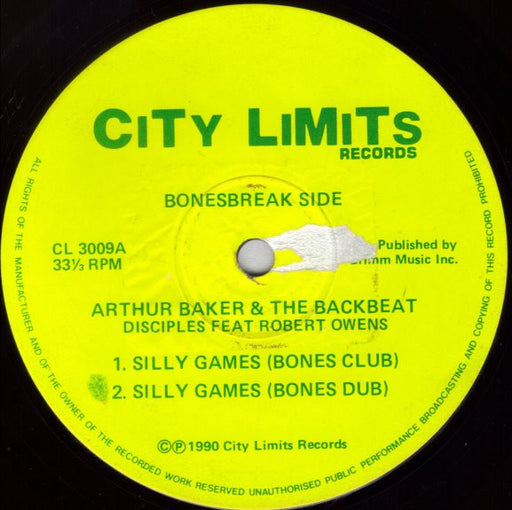 CiTY LiMiTS
RECORDS
BONESBREAK SIDE
CL 3009A
33⅓ RPM
Published by
Music Inc.
ARTHUR BAKER & THE BACKBEAT
DISCIPLES FEAT ROBERT OWENS
1. SILLY GAMES (BONES CLUB)
2. SILLY GAMES (BONES DUB)
©℗1990 City Limits Records
ALL RIGHTS OF THE MANUFACTURER AND OF THE OWNER OF THE RECORDED WORK RESERVED UNAUTHORISED PUBLIC PERFORMANCE BROADCASTING AND COPYING OF THIS RECORD PROHIBITED